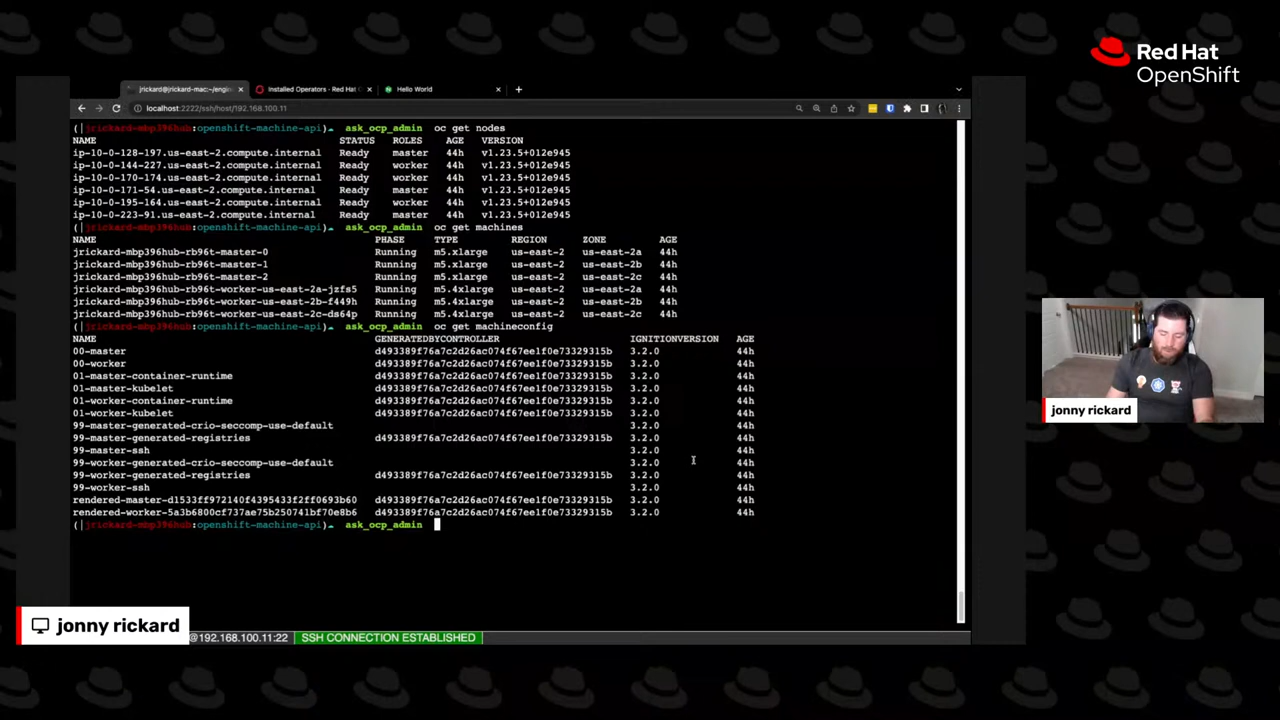 Red Hat
OpenShift
jrickard@jrickard-mac:~/engin
Installed Operators - Red Hat
Hello World
localhost:2222/ssh/host/192.168.100.11
(|jrickard-mbp396hub:openshift-machine-api) ask_ocp_admin oc get nodes
NAME STATUS ROLES AGE VERSION
ip-10-0-128-197.us-east-2.compute.internal Ready master 44h v1.23.5+012e945
ip-10-0-144-227.us-east-2.compute.internal Ready worker 44h v1.23.5+012e945
ip-10-0-170-174.us-east-2.compute.internal Ready worker 44h v1.23.5+012e945
ip-10-0-171-54.us-east-2.compute.internal Ready master 44h v1.23.5+012e945
ip-10-0-195-164.us-east-2.compute.internal Ready worker 44h v1.23.5+012e945
ip-10-0-223-91.us-east-2.compute.internal Ready master 44h v1.23.5+012e945
(|jrickard-mbp396hub:openshift-machine-api) ask_ocp_admin oc get machines
NAME PHASE TYPE REGION ZONE AGE
jrickard-mbp396hub-rb96t-master-0 Running m5.xlarge us-east-2 us-east-2a 44h
jrickard-mbp396hub-rb96t-master-1 Running m5.xlarge us-east-2 us-east-2b 44h
jrickard-mbp396hub-rb96t-master-2 Running m5.xlarge us-east-2 us-east-2c 44h
jrickard-mbp396hub-rb96t-worker-us-east-2a-jzfs5 Running m5.4xlarge us-east-2 us-east-2a 44h
jrickard-mbp396hub-rb96t-worker-us-east-2b-f449h Running m5.4xlarge us-east-2 us-east-2b 44h
jrickard-mbp396hub-rb96t-worker-us-east-2c-ds64p Running m5.4xlarge us-east-2 us-east-2c 44h
(|jrickard-mbp396hub:openshift-machine-api) ask_ocp_admin oc get machineconfig
NAME GENERATEDBYCONTROLLER IGNITIONVERSION AGE
00-master d493389f76a7c2d26ac074f67ee1f0e73329315b 3.2.0 44h
00-worker d493389f76a7c2d26ac074f67ee1f0e73329315b 3.2.0 44h
01-master-container-runtime d493389f76a7c2d26ac074f67ee1f0e73329315b 3.2.0 44h
01-master-kubelet d493389f76a7c2d26ac074f67ee1f0e73329315b 3.2.0 44h
01-worker-container-runtime d493389f76a7c2d26ac074f67ee1f0e73329315b 3.2.0 44h
01-worker-kubelet d493389f76a7c2d26ac074f67ee1f0e73329315b 3.2.0 44h
99-master-generated-crio-seccomp-use-default 3.2.0 44h
99-master-generated-registries d493389f76a7c2d26ac074f67ee1f0e73329315b 3.2.0 44h
99-master-ssh 3.2.0 44h
99-worker-generated-crio-seccomp-use-default 3.2.0 44h
99-worker-generated-registries d493389f76a7c2d26ac074f67ee1f0e73329315b 3.2.0 44h
99-worker-ssh 3.2.0 44h
rendered-master-d1533ff972140f4395433f2ff0693b60 d493389f76a7c2d26ac074f67ee1f0e73329315b 3.2.0 44h
rendered-worker-5a3b6800cf737ae75b250741bf70e8b6 d493389f76a7c2d26ac074f67ee1f0e73329315b 3.2.0 44h
(|jrickard-mbp396hub:openshift-machine-api) ask_ocp_admin
jonny rickard
jonny rickard
@192.168.100.11:22 SSH CONNECTION ESTABLISHED